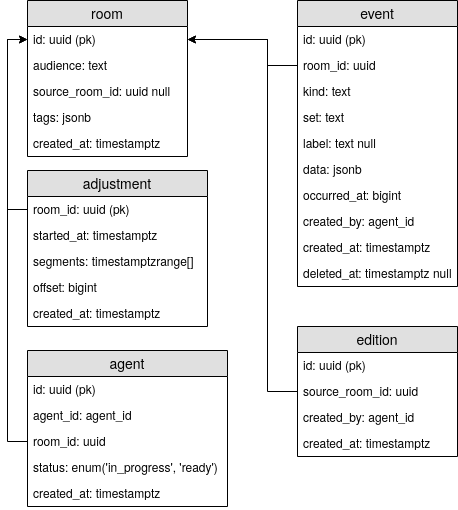 room
id: uuid (pk)
audience: text
source_room_id: uuid null
tags: jsonb
created_at: timestamptz
adjustment
room_id: uuid (pk)
started_at: timestamptz
segments: timestamptzrange[]
offset: bigint
created_at: timestamptz
agent
id: uuid (pk)
agent_id: agent_id
room_id: uuid
status: enum('in_progress', 'ready')
created_at: timestamptz
event
id: uuid (pk)
room_id: uuid
kind: text
set: text
label: text null
data: jsonb
occurred_at: bigint
created_by: agent_id
created_at: timestamptz
deleted_at: timestamptz null
edition
id: uuid (pk)
source_room_id: uuid
created_by: agent_id
created_at: timestamptz